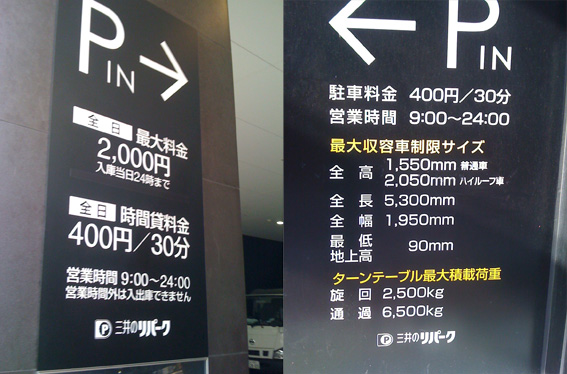 P IN →
全日 最大料金
2,000円
入庫当日24時まで
全日 時間貸料金
400円／30分
営業時間 9:00〜24:00
営業時間外は入出庫できません
P 三井のリパーク
← P IN
駐車料金 400円／30分
営業時間 9:00〜24:00
最大収容車制限サイズ
全高 1,550mm 普通車
2,050mm ハイルーフ車
全長 5,300mm
全幅 1,950mm
最低
地上高 90mm
ターンテーブル最大積載荷重
旋回 2,500kg
通過 6,500kg
P 三井のリパーク